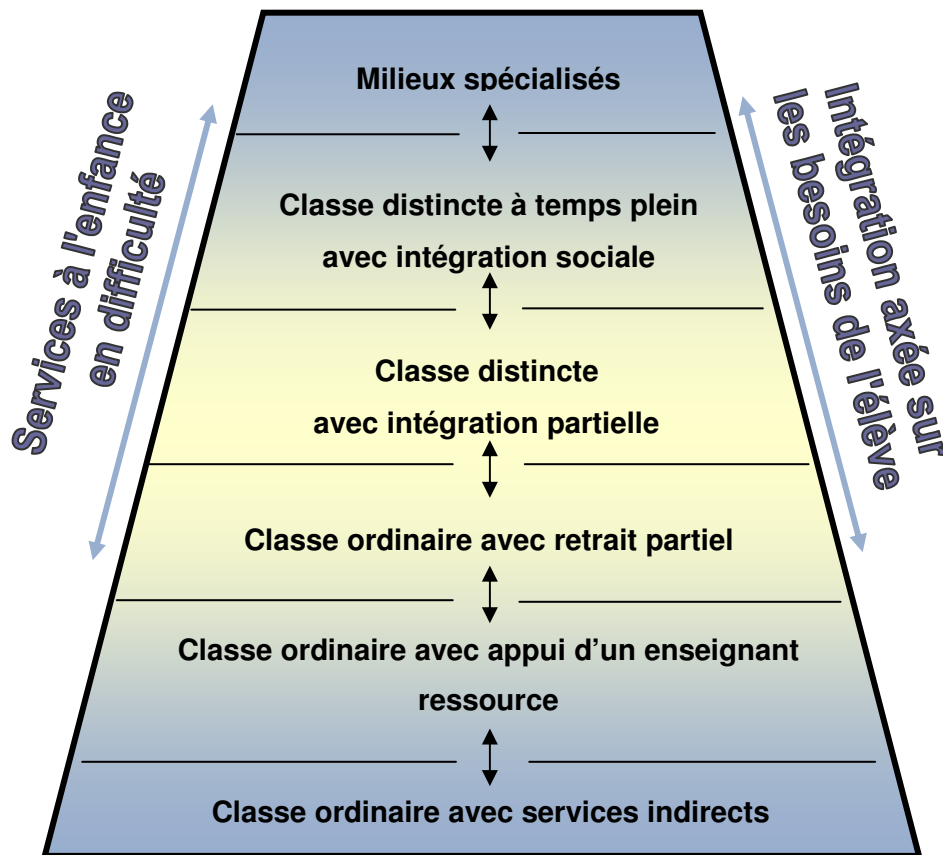 Milieux spécialisés
Classe distincte à temps plein
avec intégration sociale
Classe distincte
avec intégration partielle
Classe ordinaire avec retrait partiel
Classe ordinaire avec appui d’un enseignant
ressource
Classe ordinaire avec services indirects
Services à l'enfance
en difficulté
Intégration axée sur
les besoins de l'élève